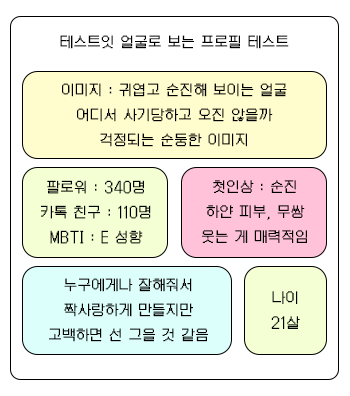 테스트잇 얼굴로 보는 프로필 테스트
이미지 : 귀엽고 순진해 보이는 얼굴
어디서 사기당하고 오진 않을까
걱정되는 순둥한 이미지
팔로워 : 340명
카톡 친구 : 110명
MBTI : E 성향
첫인상 : 순진
하얀 피부, 무쌍
웃는 게 매력적임
누구에게나 잘해줘서
짝사랑하게 만들지만
고백하면 선 그을 것 같음
나이
21살